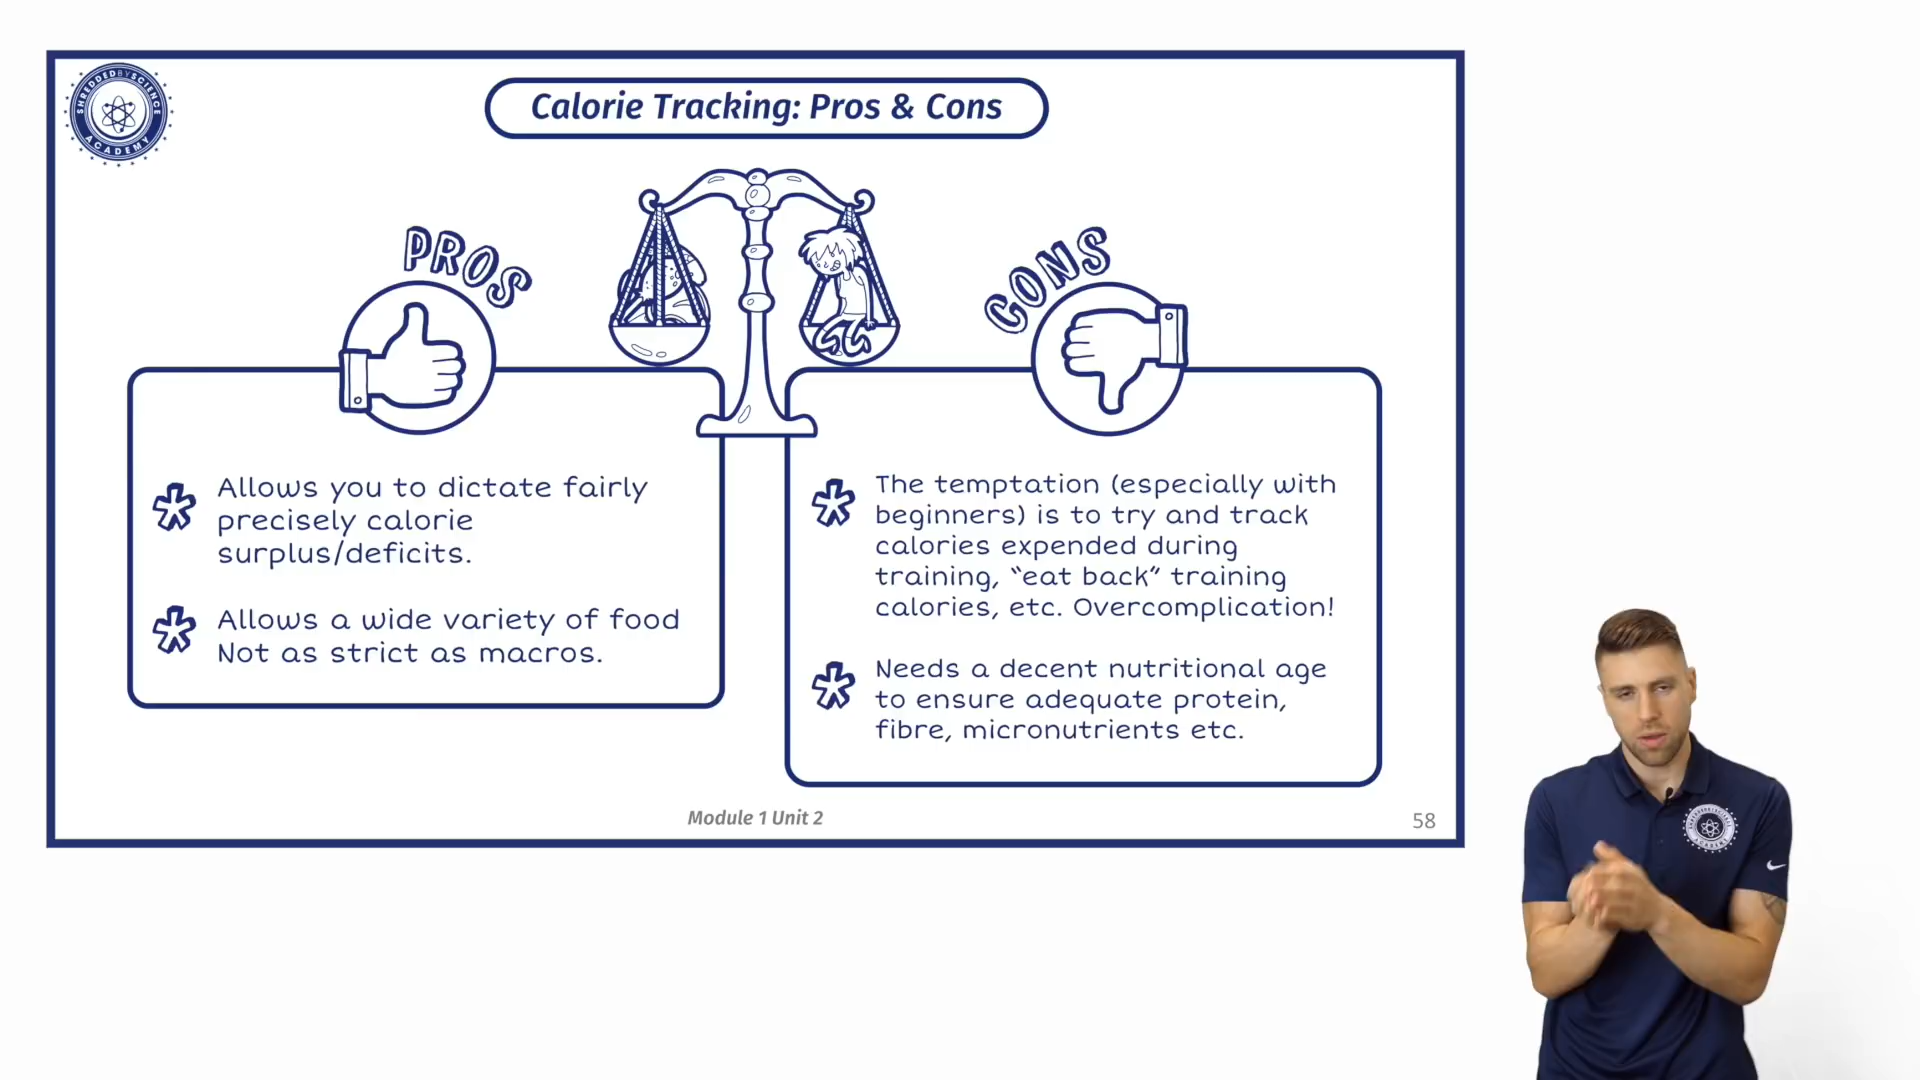 SHREDDEDBYSCIENCE
ACADEMY
Calorie Tracking: Pros & Cons
PROS
CONS
Allows you to dictate fairly
precisely calorie
surplus/deficits.
Allows a wide variety of food
Not as strict as macros.
The temptation (especially with
beginners) is to try and track
calories expended during
training, “eat back” training
calories, etc. Overcomplication!
Needs a decent nutritional age
to ensure adequate protein,
fibre, micronutrients etc.
Module 1 Unit 2
58